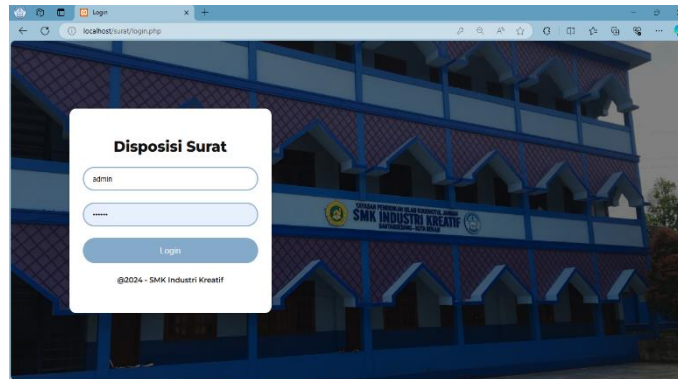 Login
localhost/surat/login.php
Disposisi Surat
admin
••••••
Login
@2024 - SMK Industri Kreatif
SMK INDUSTRI KREATIF